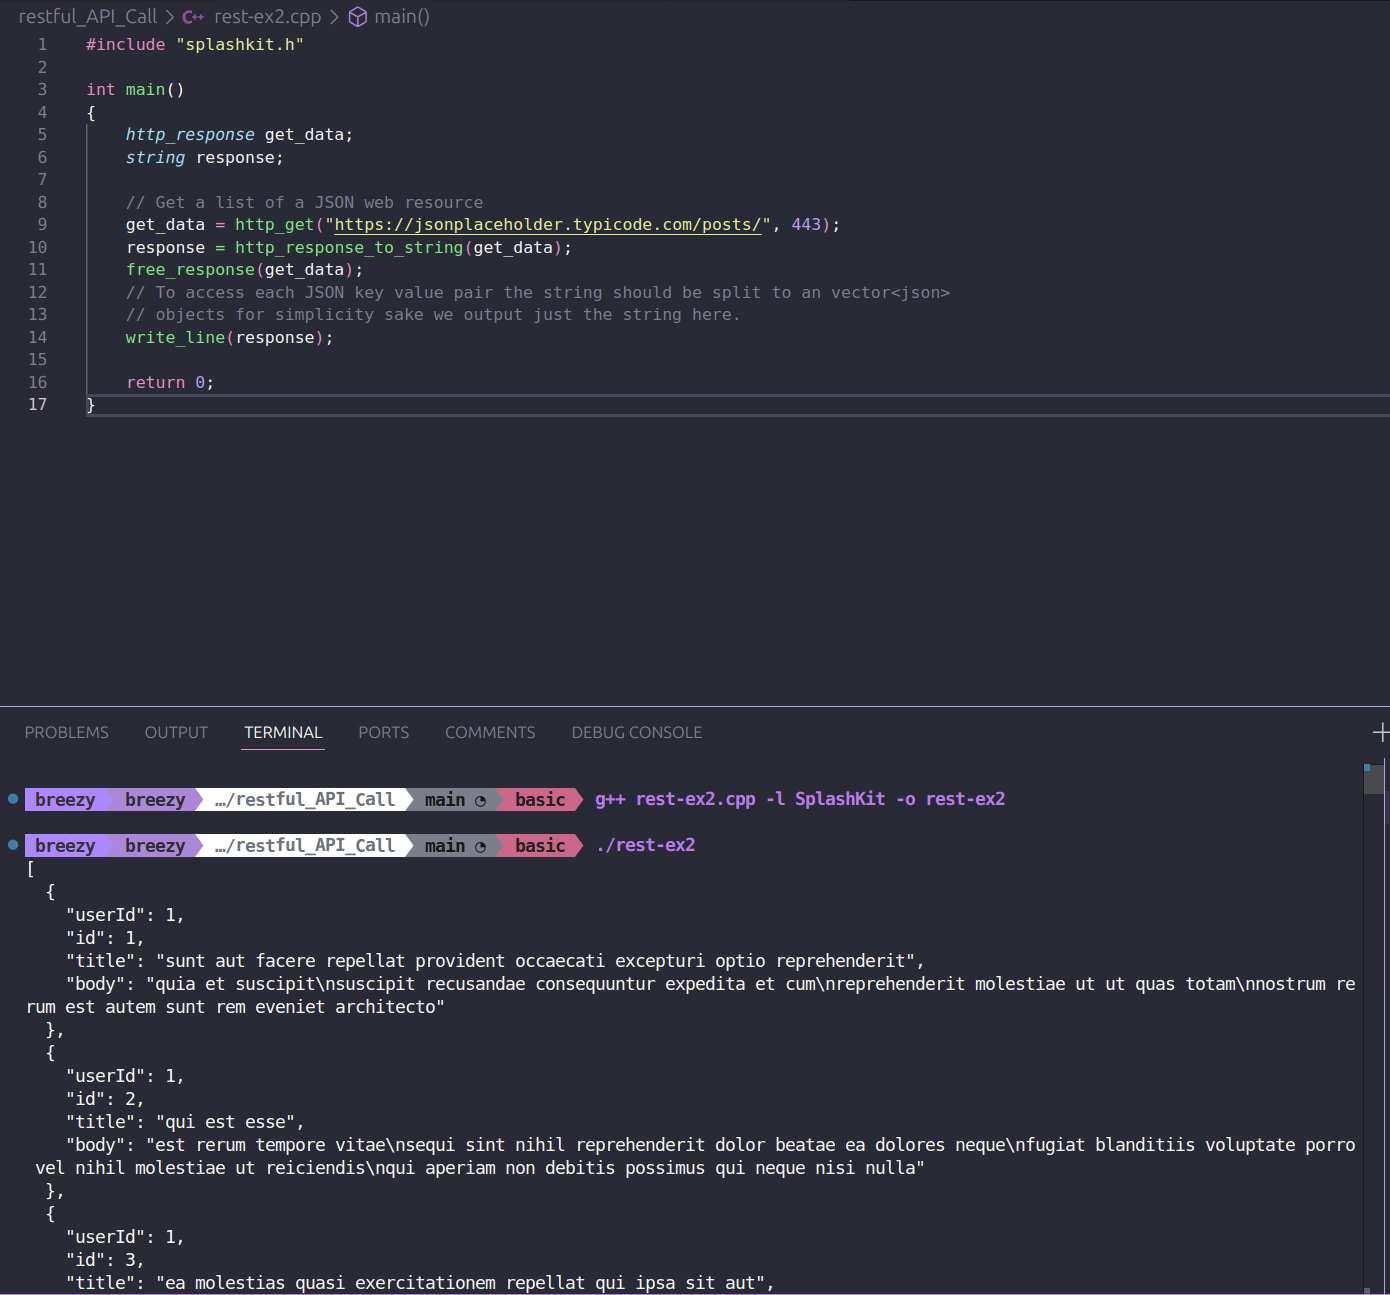 restful_API_Call > C++ rest-ex2.cpp > main()
1 #include "splashkit.h"
2
3 int main()
4 {
5 http_response get_data;
6 string response;
7
8 // Get a list of a JSON web resource
9 get_data = http_get("https://jsonplaceholder.typicode.com/posts/", 443);
10 response = http_response_to_string(get_data);
11 free_response(get_data);
12 // To access each JSON key value pair the string should be split to an vector<json>
13 // objects for simplicity sake we output just the string here.
14 write_line(response);
15
16 return 0;
17 }
PROBLEMS OUTPUT TERMINAL PORTS COMMENTS DEBUG CONSOLE
breezy breezy …/restful_API_Call main basic g++ rest-ex2.cpp -l SplashKit -o rest-ex2
breezy breezy …/restful_API_Call main basic ./rest-ex2
[
{
"userId": 1,
"id": 1,
"title": "sunt aut facere repellat provident occaecati excepturi optio reprehenderit",
"body": "quia et suscipit\nsuscipit recusandae consequuntur expedita et cum\nreprehenderit molestiae ut ut quas totam\nnostrum re
rum est autem sunt rem eveniet architecto"
},
{
"userId": 1,
"id": 2,
"title": "qui est esse",
"body": "est rerum tempore vitae\nsequi sint nihil reprehenderit dolor beatae ea dolores neque\nfugiat blanditiis voluptate porro
vel nihil molestiae ut reiciendis\nqui aperiam non debitis possimus qui neque nisi nulla"
},
{
"userId": 1,
"id": 3,
"title": "ea molestias quasi exercitationem repellat qui ipsa sit aut",